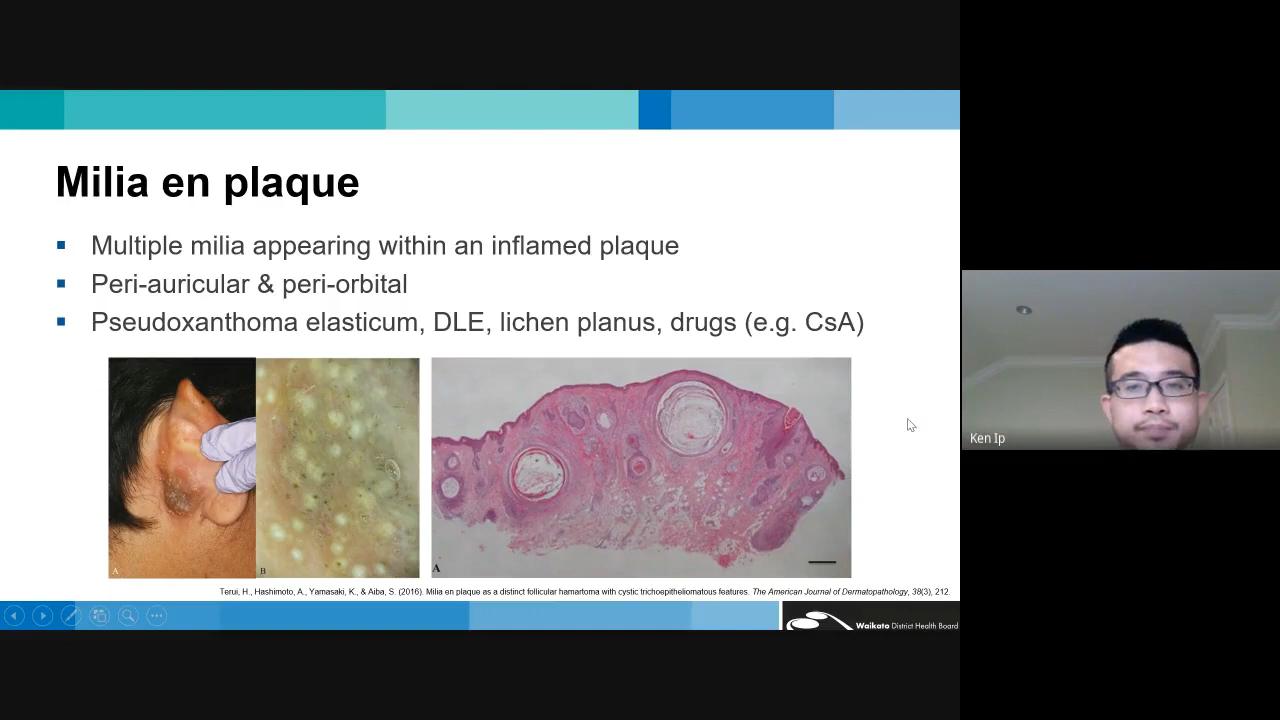 Milia en plaque
Multiple milia appearing within an inflamed plaque
Peri-auricular & peri-orbital
Pseudoxanthoma elasticum, DLE, lichen planus, drugs (e.g. CsA)
A
B
A
Terui, H., Hashimoto, A., Yamasaki, K., & Aiba, S. (2016). Milia en plaque as a distinct follicular hamartoma with cystic trichoepitheliomatous features. The American Journal of Dermatopathology, 38(3), 212.
Waikato District Health Board
Ken Ip